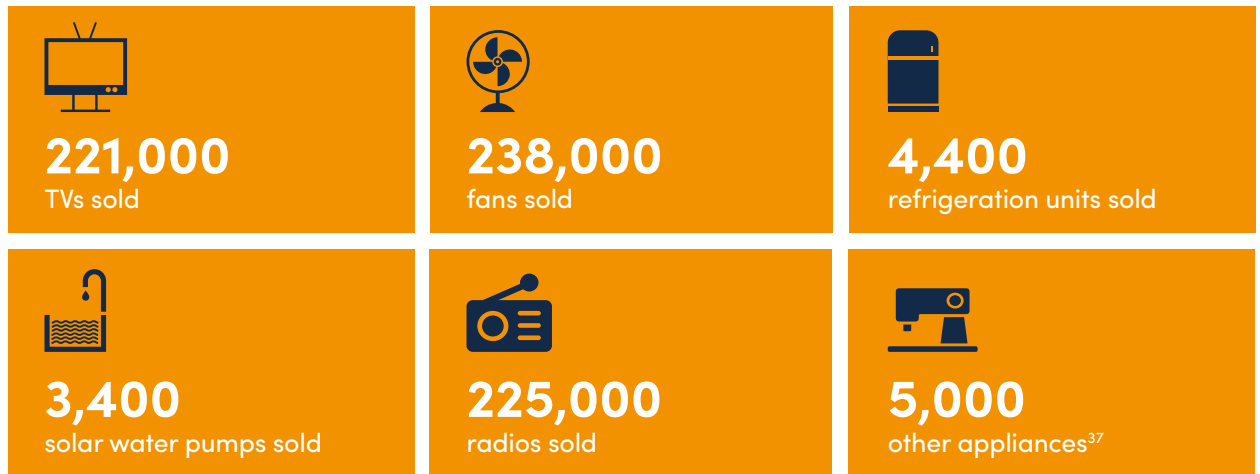 221,000
TVs sold
238,000
fans sold
4,400
refrigeration units sold
3,400
solar water pumps sold
225,000
radios sold
5,000
other appliances³⁷